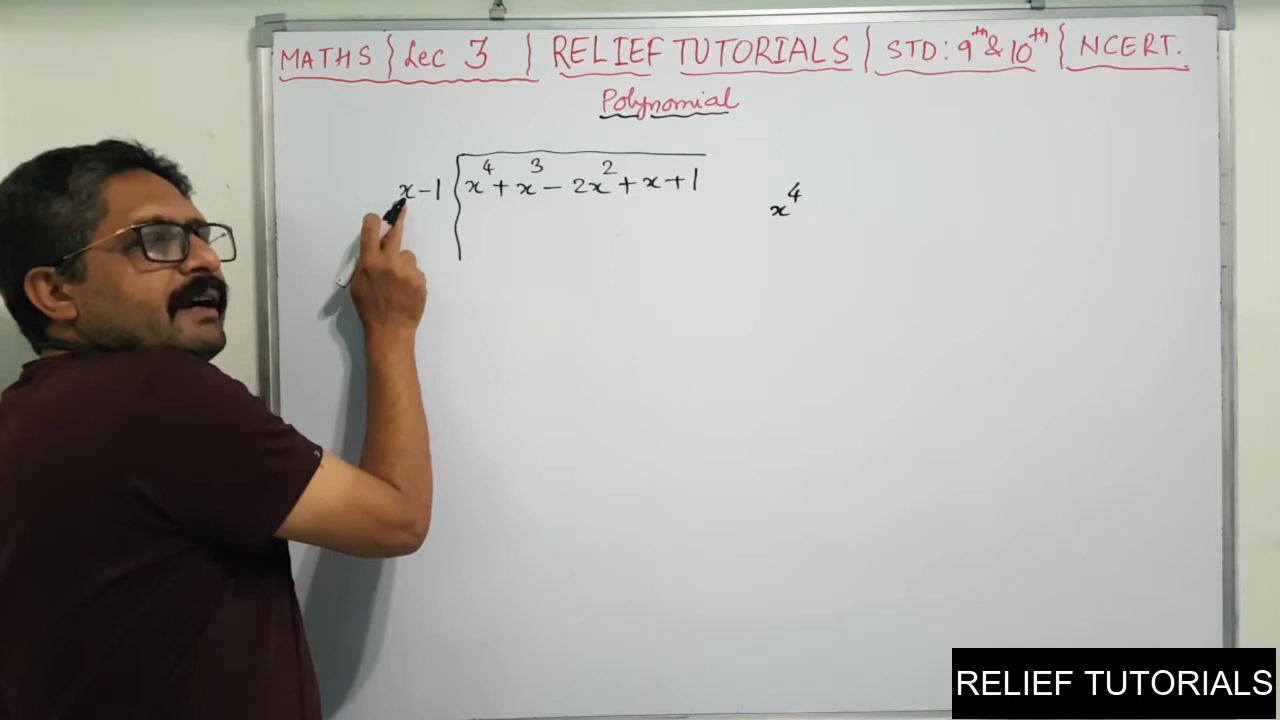 MATHS | Lec 3 | RELIEF TUTORIALS | STD: 9th & 10th | NCERT.
Polynomial
x-1 | x⁴ + x³ - 2x² + x + 1
x⁴
RELIEF TUTORIALS